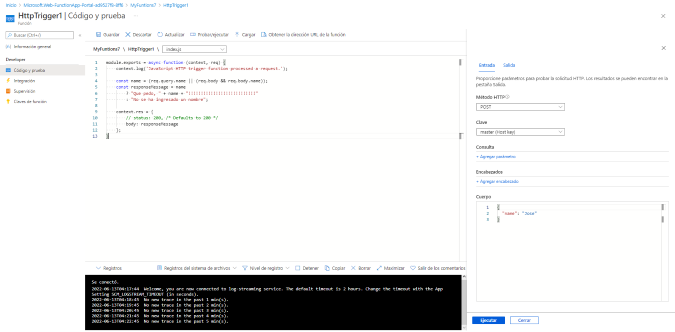 Inicio > Microsoft.Web-FunctionApp-Portal-ad9527f9-8ff8 > MyFuntions7 > HttpTrigger1
HttpTrigger1 | Código y prueba
Función
Buscar (Ctrl+/)
Información general
Developer
Código y prueba
Integración
Supervisión
Claves de función
Guardar Descartar Actualizar Probar/ejecutar Cargar Obtener la dirección URL de la función
MyFuntions7 \ HttpTrigger1 \ index.js
1 module.exports = async function (context, req) {
2 context.log('JavaScript HTTP trigger function processed a request.');
3
4 const name = (req.query.name || (req.body && req.body.name));
5 const responseMessage = name
6 ? "Que pedo, " + name +
7 : "No se ha ingresado un nombre";
8
9 context.res = {
10 // status: 200, /* Defaults to 200 */
11 body: responseMessage
12 };
13 }
Registros Registros del sistema de archivos Nivel de registro Detener Copiar Borrar Maximizar Salir de los comentarios
Se conectó.
2022-06-13T04:17:44 Welcome, you are now connected to log-streaming service. The default timeout is 2 hours. Change the timeout with the App
Setting SCM_LOGSTREAM_TIMEOUT (in seconds).
2022-06-13T04:18:45 No new trace in the past 1 min(s).
2022-06-13T04:19:45 No new trace in the past 2 min(s).
2022-06-13T04:20:45 No new trace in the past 3 min(s).
2022-06-13T04:21:45 No new trace in the past 4 min(s).
2022-06-13T04:22:45 No new trace in the past 5 min(s).
Entrada Salida
Proporcione parámetros para probar la solicitud HTTP. Los resultados se pueden encontrar en la
pestaña Salida.
Método HTTP
POST
Clave
master (Host key)
Consulta
+ Agregar parámetro
Encabezados
+ Agregar encabezado
Cuerpo
1 {
2 "name": "José"
3 }
Ejecutar Cerrar